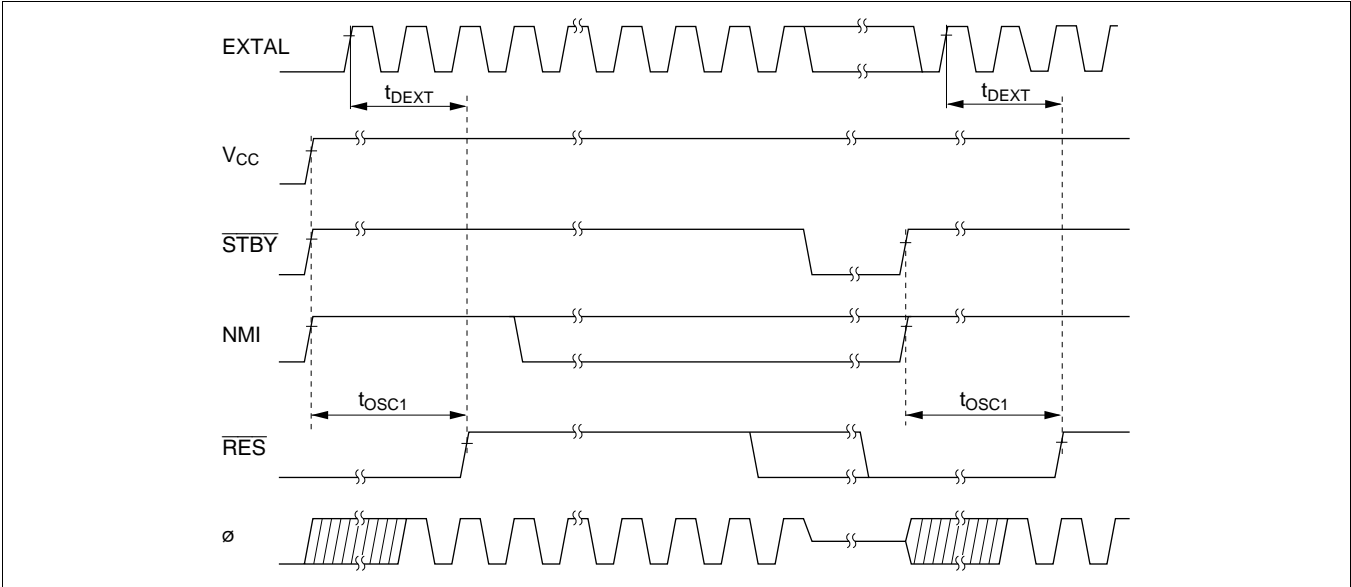 EXTAL
tDEXT
tDEXT
VCC
STBY
NMI
tOSC1
tOSC1
RES
ø